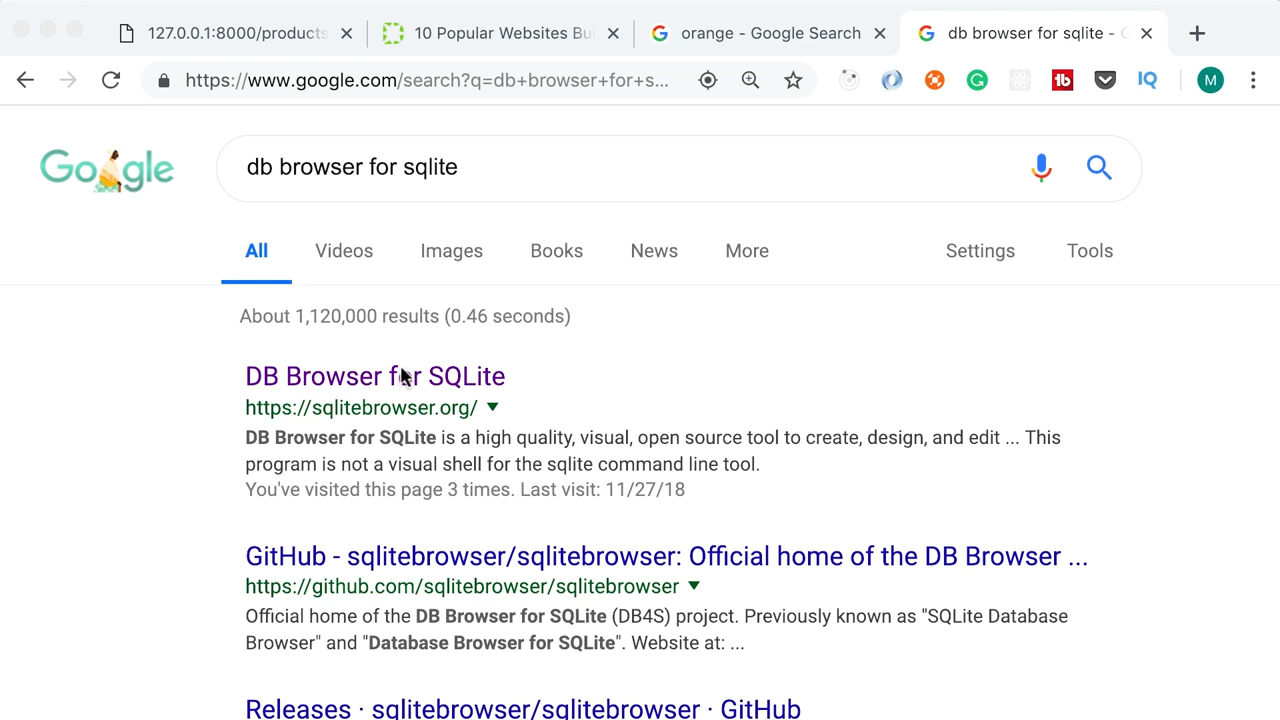 127.0.0.1:8000/products
10 Popular Websites Bu
orange - Google Search
db browser for sqlite -
https://www.google.com/search?q=db+browser+for+s...
tb
IQ
M
Google
db browser for sqlite
All Videos Images Books News More Settings Tools
About 1,120,000 results (0.46 seconds)
DB Browser for SQLite
https://sqlitebrowser.org/
DB Browser for SQLite is a high quality, visual, open source tool to create, design, and edit ... This
program is not a visual shell for the sqlite command line tool.
You've visited this page 3 times. Last visit: 11/27/18
GitHub - sqlitebrowser/sqlitebrowser: Official home of the DB Browser ...
https://github.com/sqlitebrowser/sqlitebrowser
Official home of the DB Browser for SQLite (DB4S) project. Previously known as "SQLite Database
Browser" and "Database Browser for SQLite". Website at: ...
Releases · sqlitebrowser/sqlitebrowser · GitHub